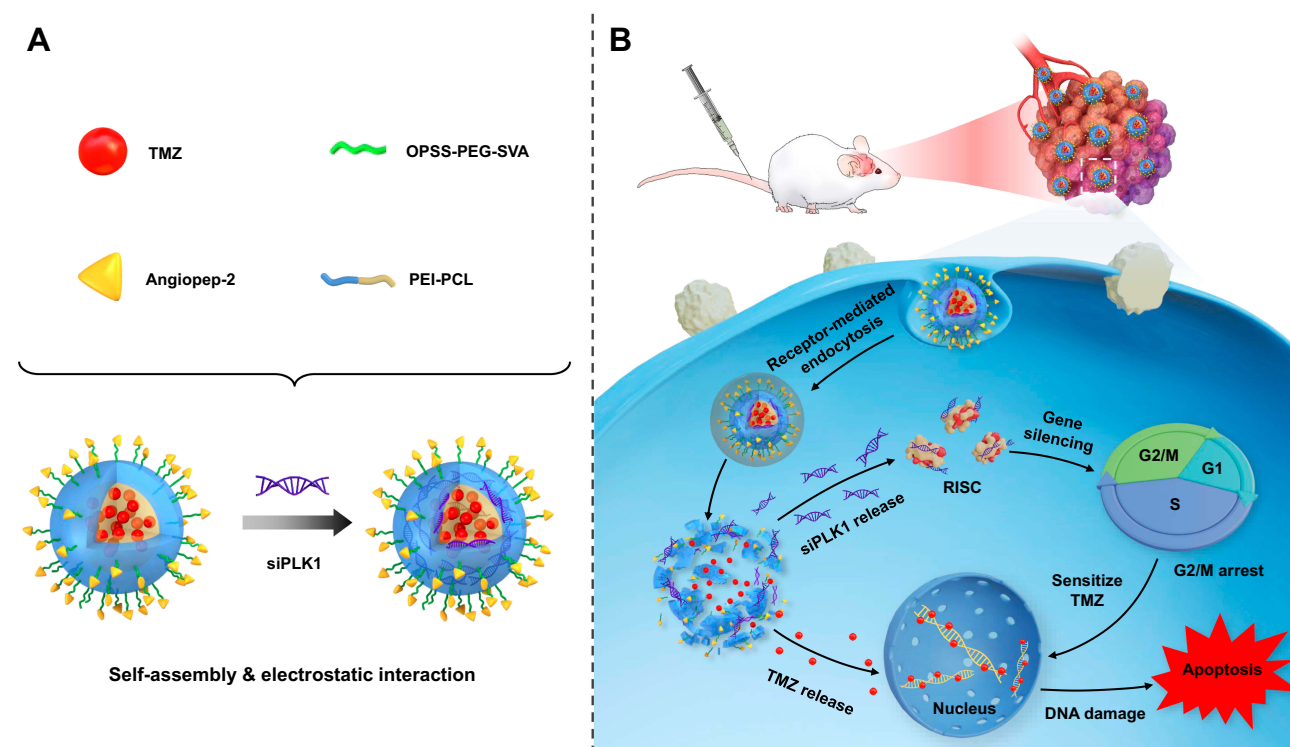 A
TMZ
OPSS-PEG-SVA
Angiopep-2
PEI-PCL
siPLK1
Self-assembly & electrostatic interaction
B
Receptor-mediated
endocytosis
siPLK1 release
RISC
Gene
silencing
G2/M
G1
S
G2/M arrest
Sensitize
TMZ
TMZ release
Nucleus
DNA damage
Apoptosis